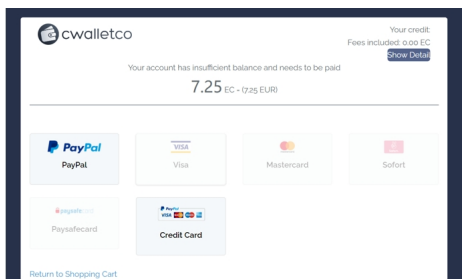 cwalletco
Your credit:
Fees included: 0.00 EC
Show Detail
Your account has insufficient balance and needs to be paid
7.25 EC = (7.25 EUR)
PayPal
PayPal
VISA
Visa
Mastercard
Sofort
paysafecard
Paysafecard
PayPal
VISA
Credit Card
Return to Shopping Cart